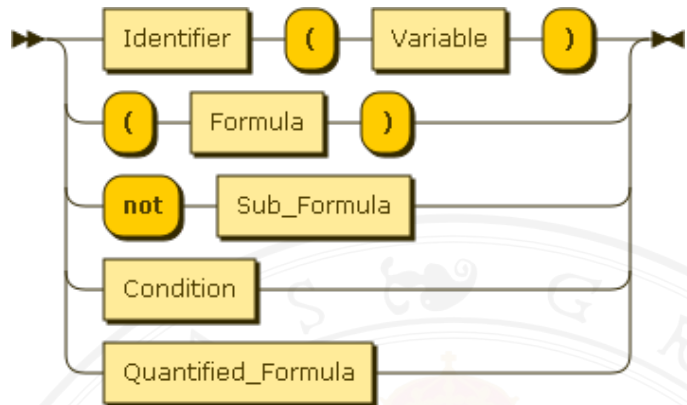 Identifier ( Variable )
( Formula )
not Sub_Formula
Condition
Quantified_Formula